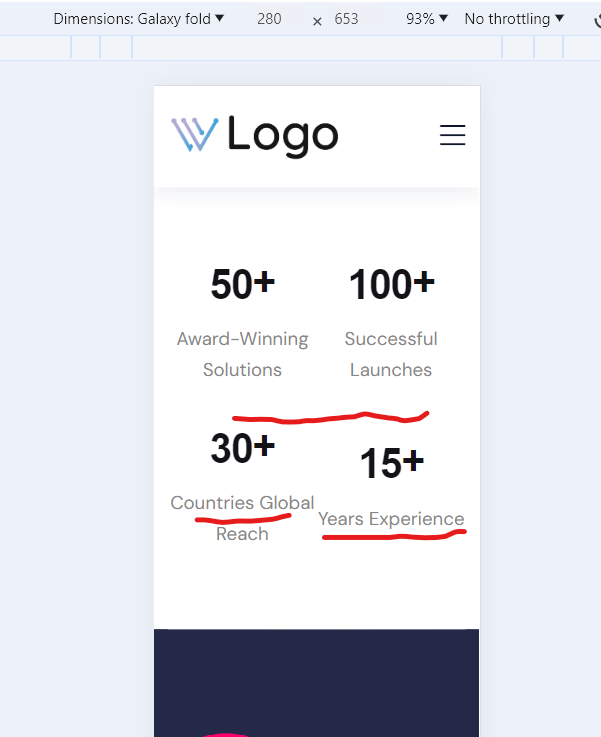 Dimensions: Galaxy fold ▼ 280 × 653 93% ▼ No throttling ▼
Logo
50+ 100+
Award-Winning Successful
Solutions Launches
30+ 15+
Countries Global Years Experience
Reach